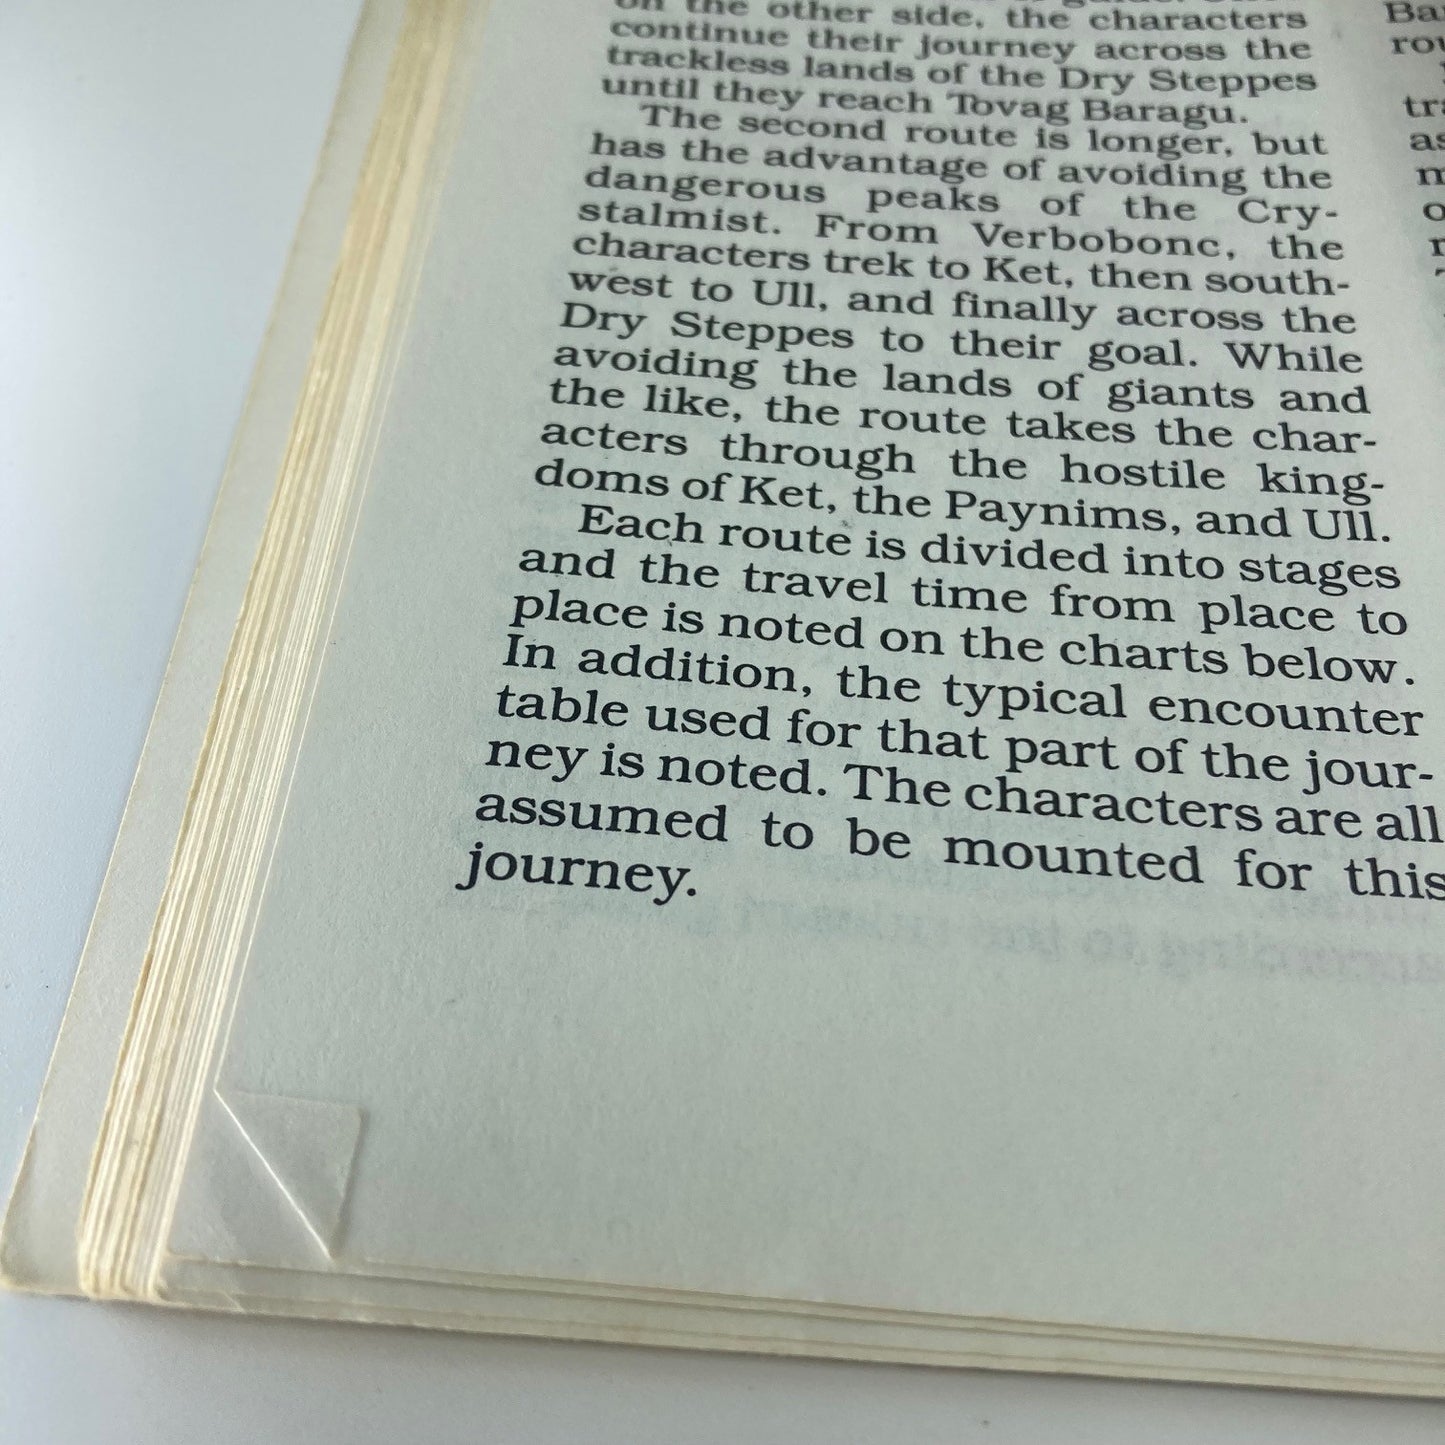 on the other side, the characters
continue their journey across the
trackless lands of the Dry Steppes
until they reach Tovag Baragu.
The second route is longer, but
has the advantage of avoiding the
dangerous peaks of the Cry-
stalmist. From Verbobonc, the
characters trek to Ket, then south-
west to Ull, and finally across the
Dry Steppes to their goal. While
avoiding the lands of giants and
the like, the route takes the char-
acters through the hostile king-
doms of Ket, the Paynims, and Ull.
Each route is divided into stages
and the travel time from place to
place is noted on the charts below.
In addition, the typical encounter
table used for that part of the jour-
ney is noted. The characters are all
assumed to be mounted for this
journey.